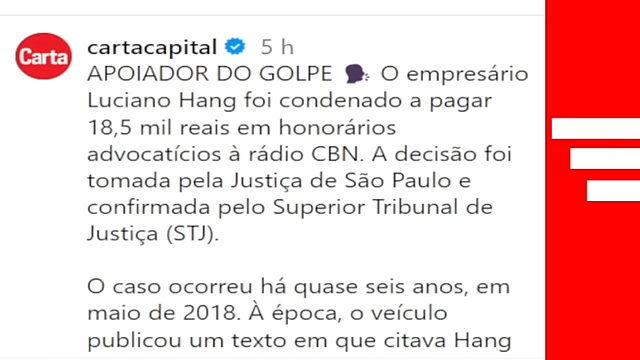 Carta
cartacapital 5 h
APOIADOR DO GOLPE 🗣 O empresário
Luciano Hang foi condenado a pagar
18,5 mil reais em honorários
advocatícios à rádio CBN. A decisão foi
tomada pela Justiça de São Paulo e
confirmada pelo Superior Tribunal de
Justiça (STJ).
O caso ocorreu há quase seis anos, em
maio de 2018. À época, o veículo
publicou um texto em que citava Hang